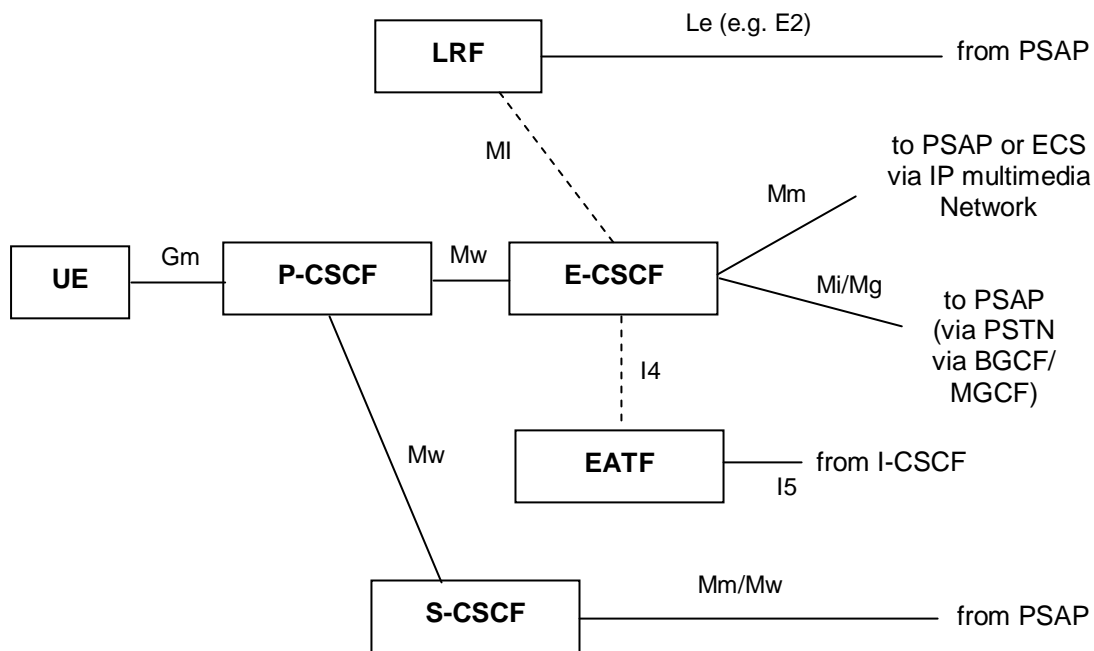 Le (e.g. E2)
LRF
from PSAP
Ml
to PSAP or ECS
via IP multimedia
Network
Mm
Gm
Mw
UE
P-CSCF
E-CSCF
Mi/Mg
to PSAP
(via PSTN
via BGCF/
MGCF)
I4
Mw
EATF
from I-CSCF
I5
Mm/Mw
S-CSCF
from PSAP